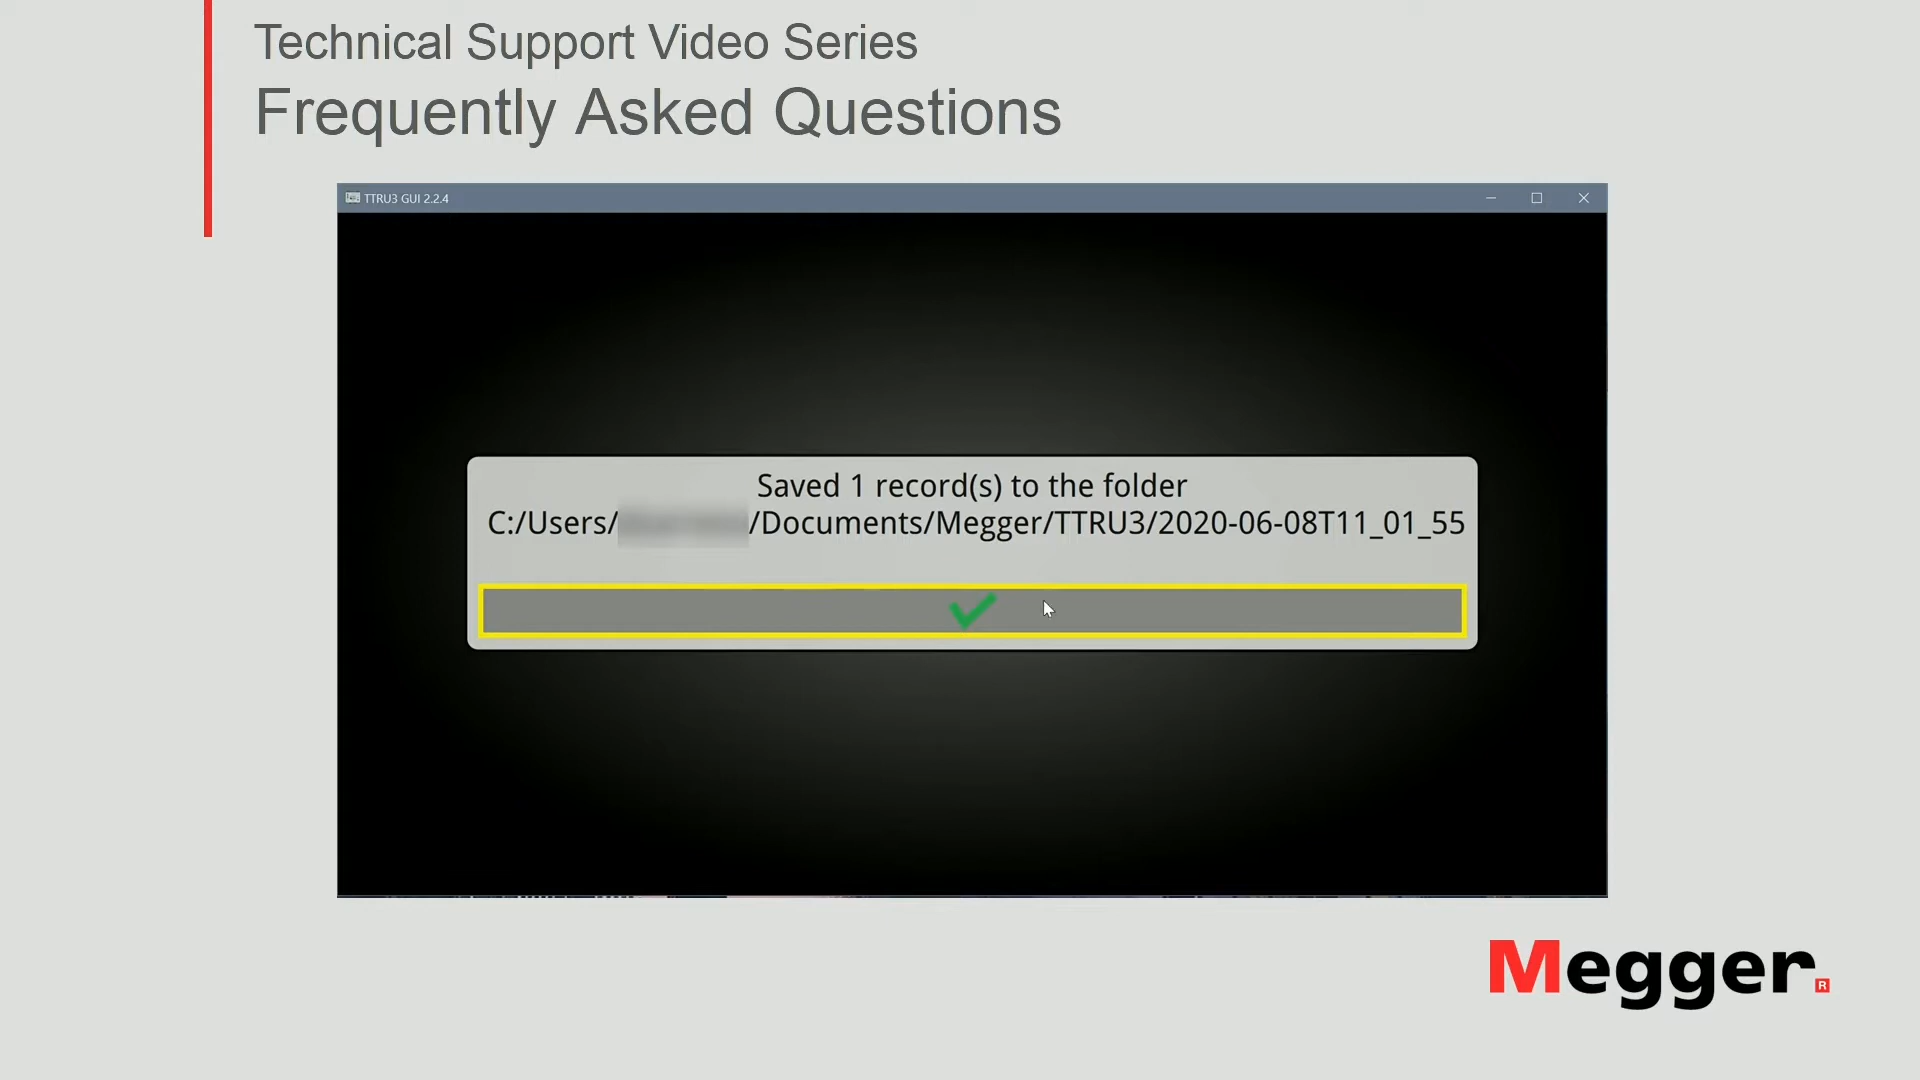 Technical Support Video Series
Frequently Asked Questions
TTRU3 GUI 2.2.4
Saved 1 record(s) to the folder
C:/Users/ /Documents/Megger/TTRU3/2020-06-08T11_01_55
Megger.
R